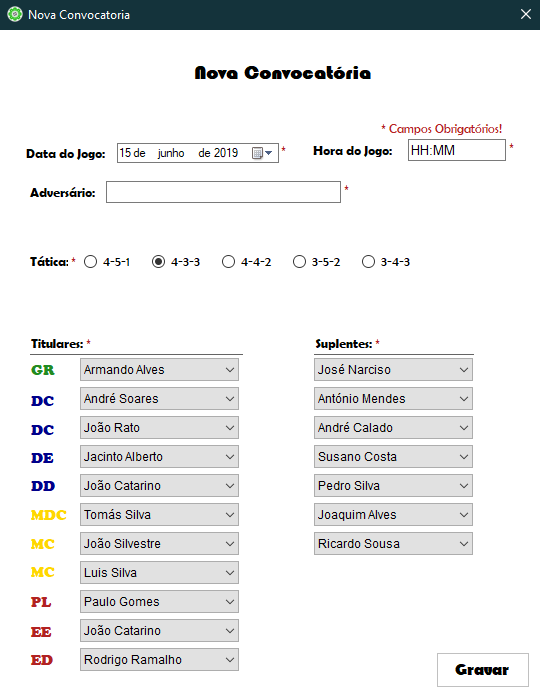 Nova Convocatoria
Nova Convocatória
* Campos Obrigatórios!
Data do Jogo: 15 de junho de 2019 * Hora do Jogo: HH:MM *
Adversário: *
Tática: * 4-5-1 4-3-3 4-4-2 3-5-2 3-4-3
Titulares: * Suplentes: *
GR Armando Alves José Narciso
DC André Soares António Mendes
DC João Rato André Calado
DE Jacinto Alberto Susano Costa
DD João Catarino Pedro Silva
MDC Tomás Silva Joaquim Alves
MC João Silvestre Ricardo Sousa
MC Luis Silva
PL Paulo Gomes
EE João Catarino
ED Rodrigo Ramalho
Gravar